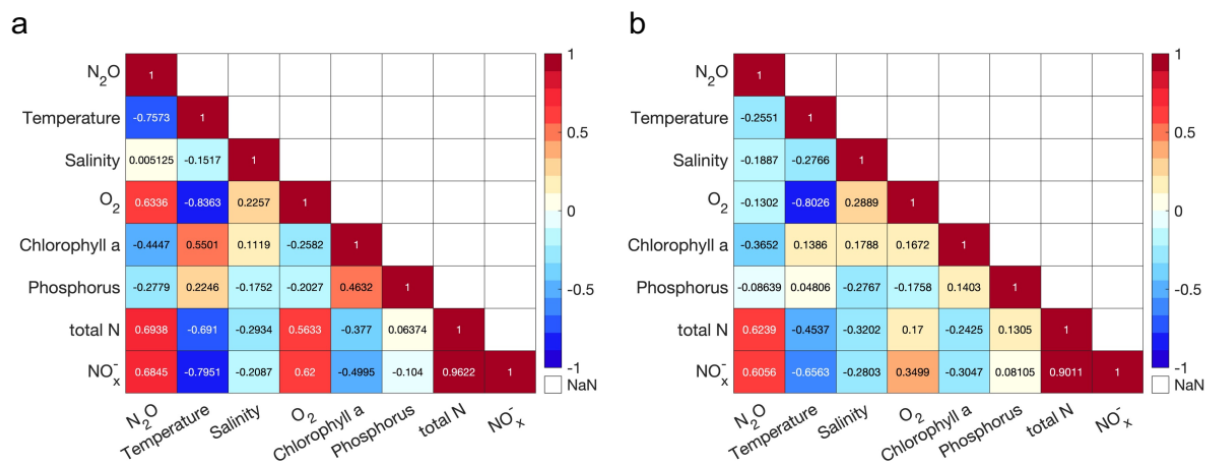 a
N₂O 1
Temperature -0.7573 1
Salinity 0.005125 -0.1517 1
O₂ 0.6336 -0.8363 0.2257 1
Chlorophyll a -0.4447 0.5501 0.1119 -0.2582 1
Phosphorus -0.2779 0.2246 -0.1752 -0.2027 0.4632 1
total N 0.6938 -0.691 -0.2934 0.5633 -0.377 0.06374 1
NOₓ⁻ 0.6845 -0.7951 -0.2087 0.62 -0.4995 -0.104 0.9622 1
N₂O Temperature Salinity O₂ Chlorophyll a Phosphorus total N NOₓ⁻
1
0.5
0
-0.5
-1
NaN
b
N₂O 1
Temperature -0.2551 1
Salinity -0.1887 -0.2766 1
O₂ -0.1302 -0.8026 0.2889 1
Chlorophyll a -0.3652 0.1386 0.1788 0.1672 1
Phosphorus -0.08639 0.04806 -0.2767 -0.1758 0.1403 1
total N 0.6239 -0.4537 -0.3202 0.17 -0.2425 0.1305 1
NOₓ⁻ 0.6056 -0.6563 -0.2803 0.3499 -0.3047 0.08105 0.9011 1
N₂O Temperature Salinity O₂ Chlorophyll a Phosphorus total N NOₓ⁻
1
0.5
0
-0.5
-1
NaN